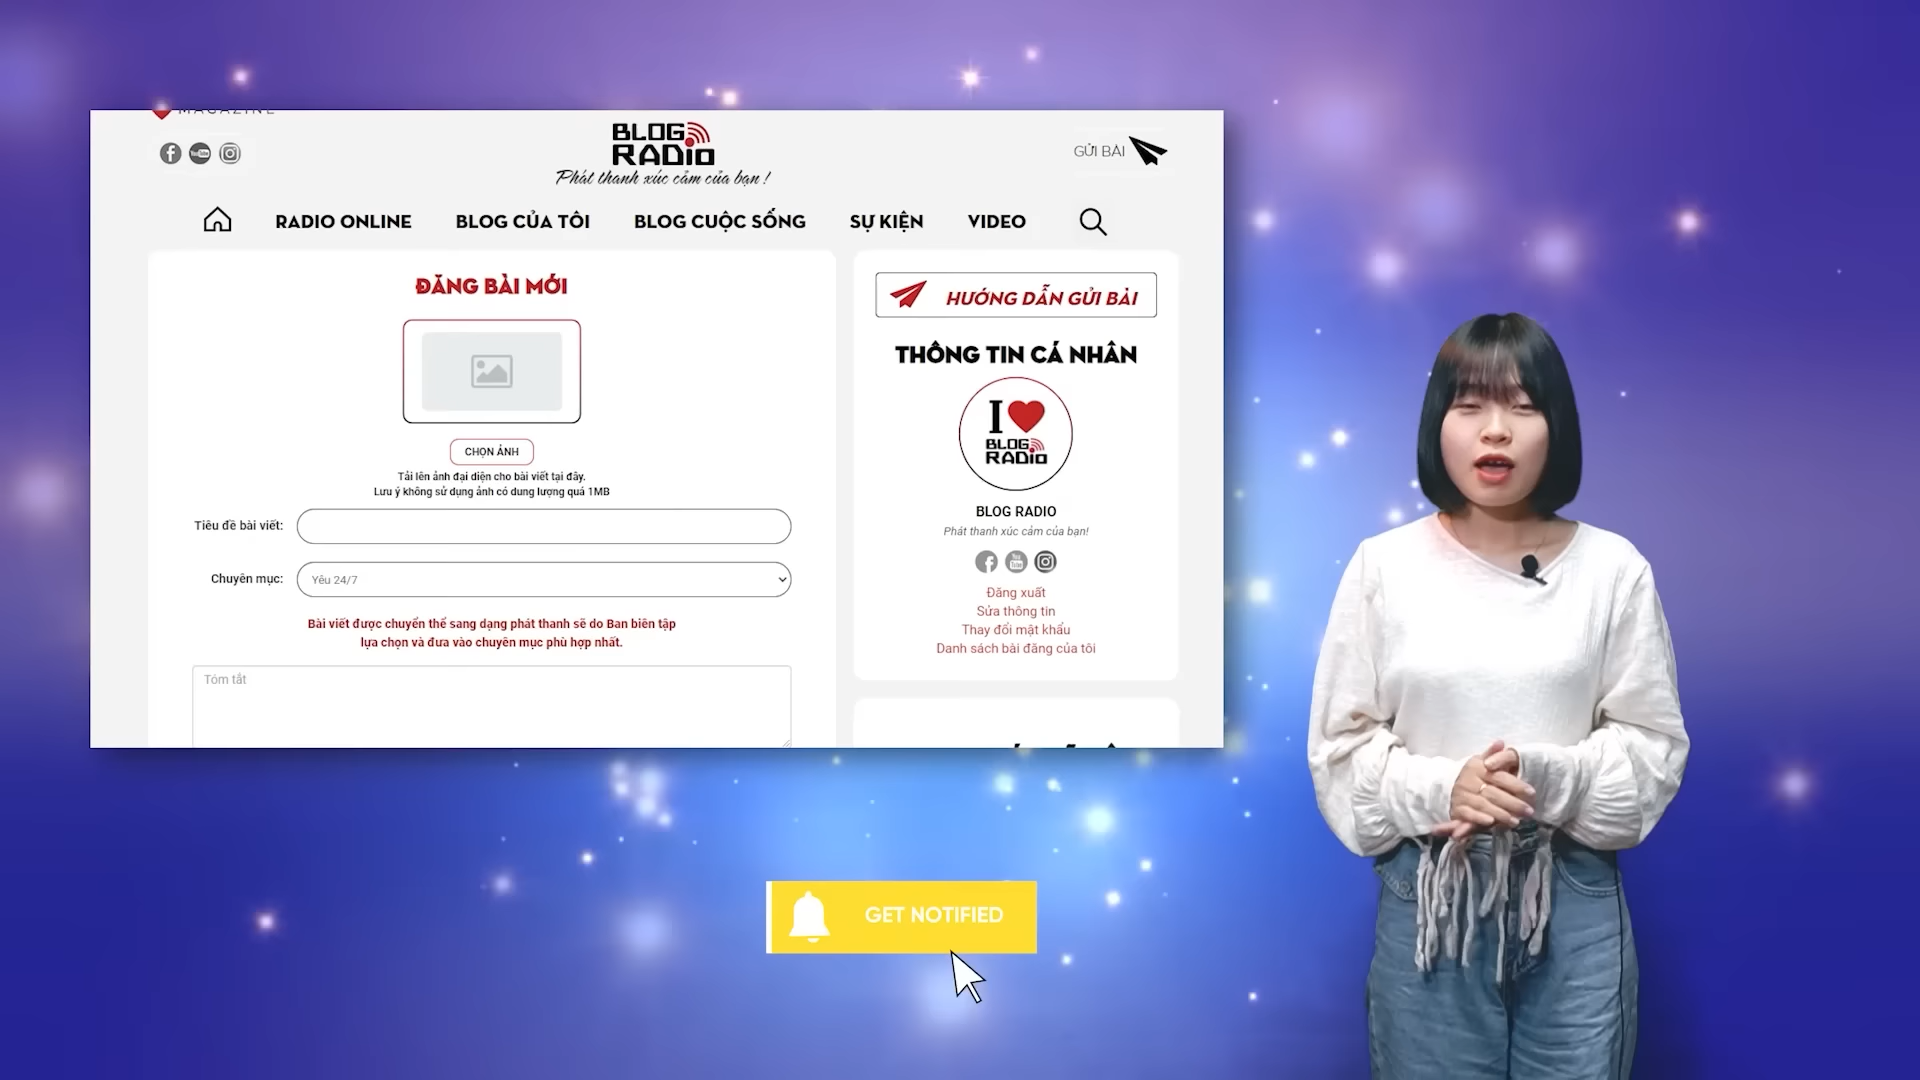 MAGAZINE
BLOG
RADIO
Phát thanh xúc cảm của bạn !
GỬI BÀI
RADIO ONLINE
BLOG CỦA TÔI
BLOG CUỘC SỐNG
SỰ KIỆN
VIDEO
ĐĂNG BÀI MỚI
CHỌN ẢNH
Tải lên ảnh đại diện cho bài viết tại đây.
Lưu ý không sử dụng ảnh có dung lượng quá 1MB
Tiêu đề bài viết:
Chuyên mục:
Yêu 24/7
Bài viết được chuyển thể sang dạng phát thanh sẽ do Ban biên tập
lựa chọn và đưa vào chuyên mục phù hợp nhất.
Tóm tắt
HƯỚNG DẪN GỬI BÀI
THÔNG TIN CÁ NHÂN
I
BLOG
RADIO
BLOG RADIO
Phát thanh xúc cảm của bạn!
Đăng xuất
Sửa thông tin
Thay đổi mật khẩu
Danh sách bài đăng của tôi
GET NOTIFIED